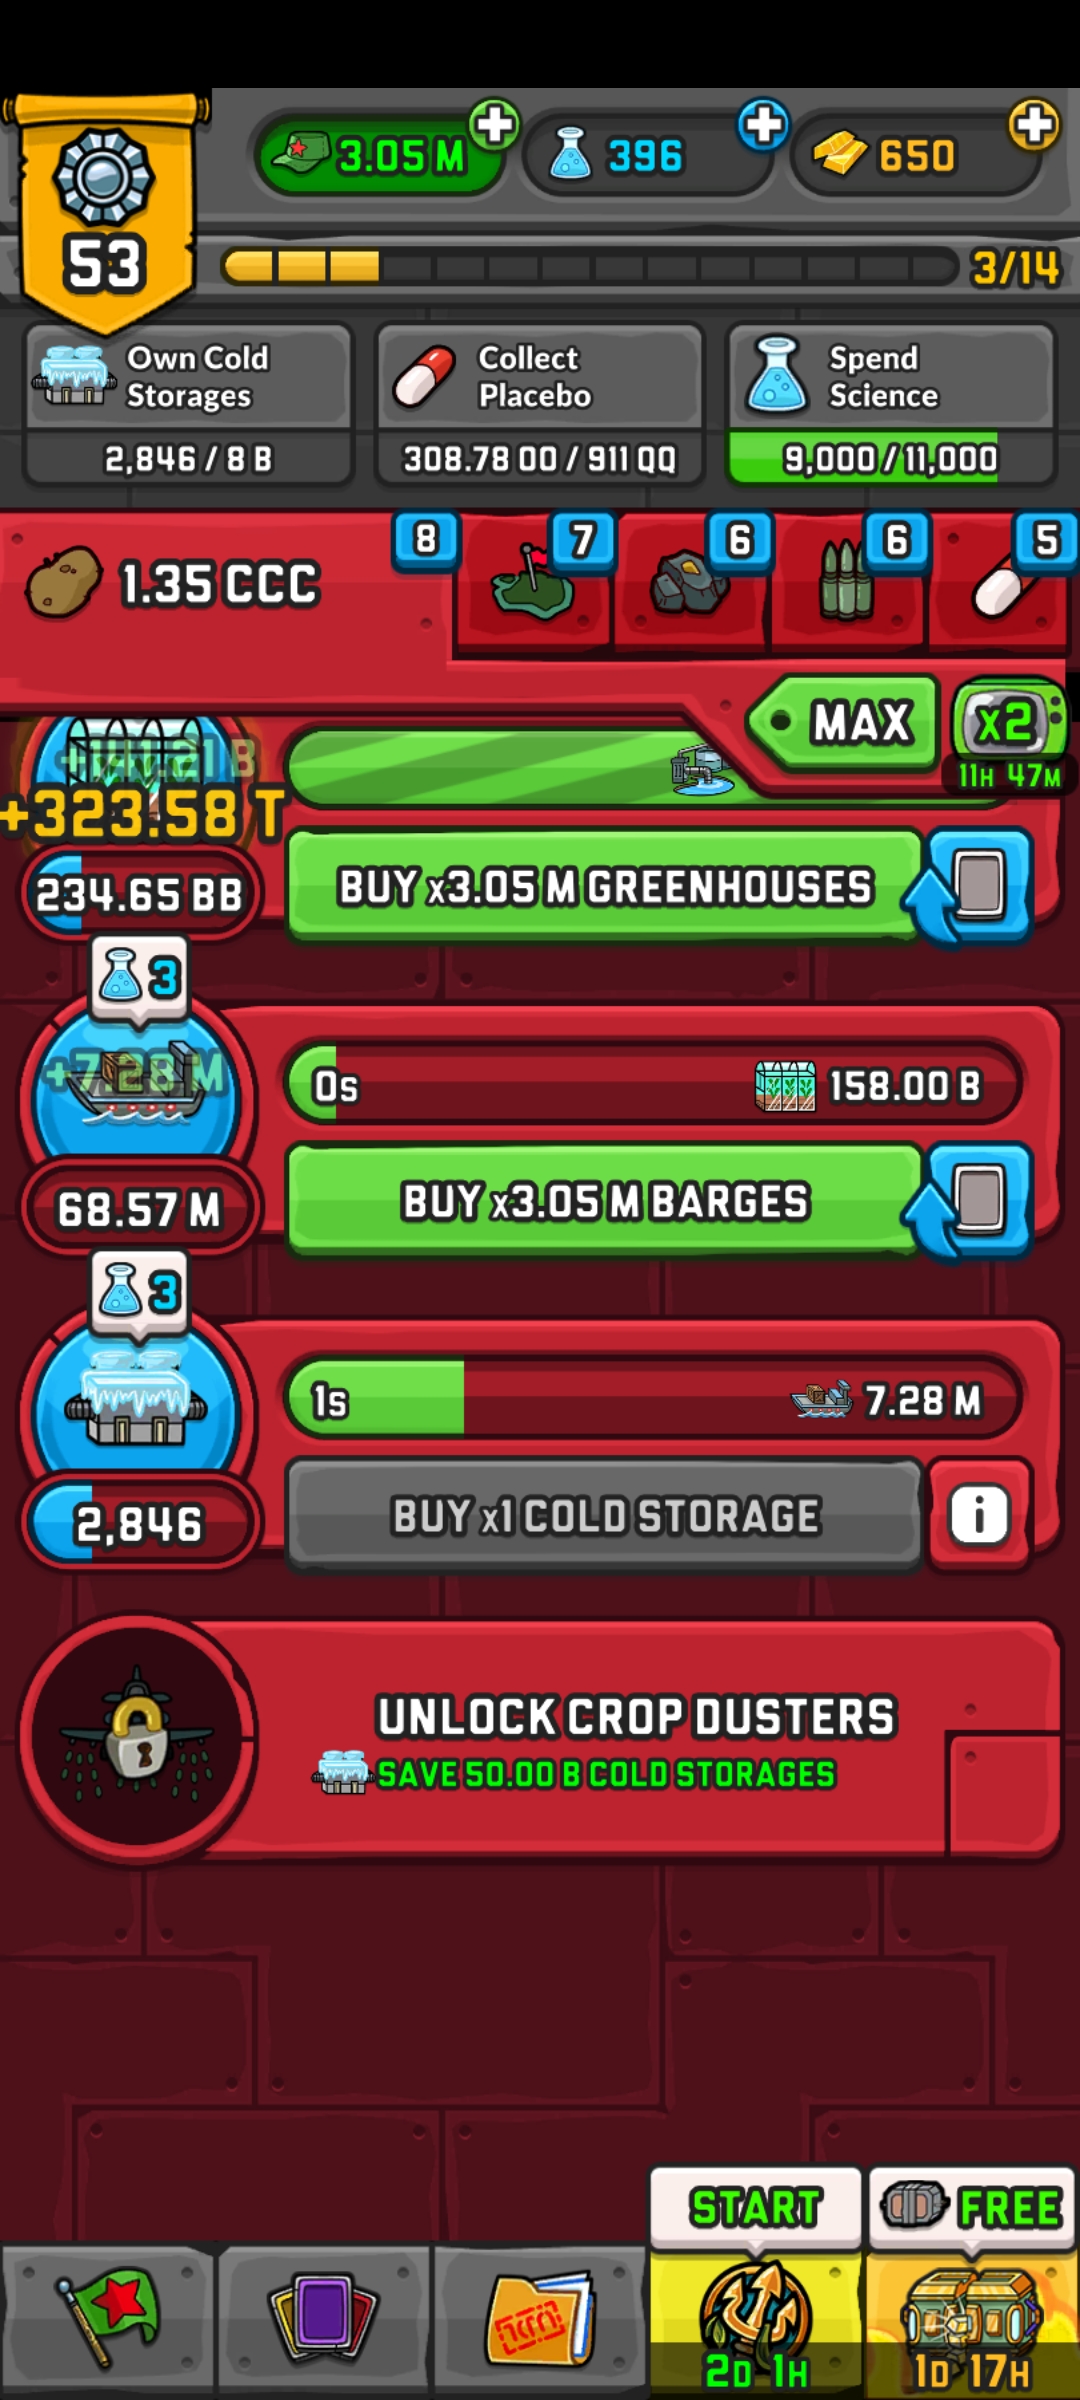 53
3.05 M
396
650
3/14
Own Cold
Storages
2,846 / 8 B
Collect
Placebo
308.78 OO / 911 QQ
Spend
Science
9,000 / 11,000
1.35 CCC
8
7
6
6
5
MAX
x2
11H 47M
+323.58 T
234.65 BB
BUY x3.05 M GREENHOUSES
3
+7.28 M
0s
158.00 B
68.57 M
BUY x3.05 M BARGES
3
1s
7.28 M
2,846
BUY x1 COLD STORAGE
i
UNLOCK CROP DUSTERS
SAVE 50.00 B COLD STORAGES
START
FREE
2D 1H
1D 17H